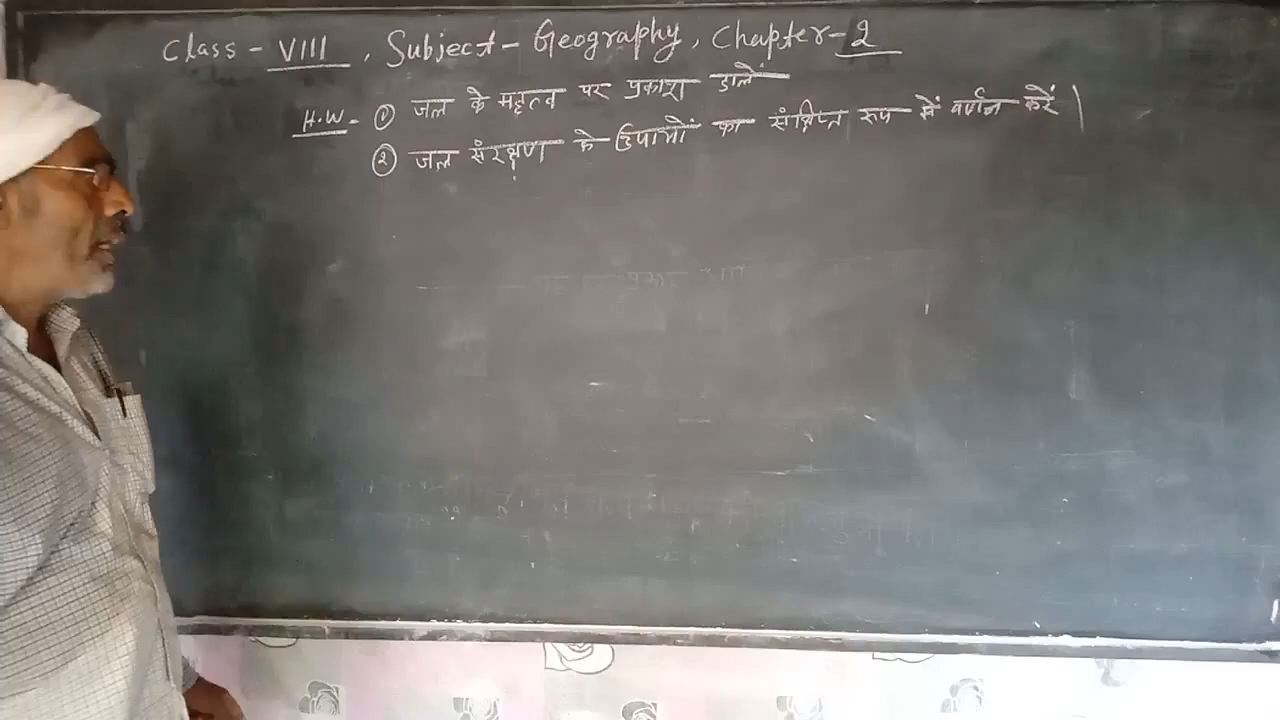 Class - VIII , Subject - Geography, Chapter - 2
H.W - ① जल के महत्व पर प्रकाश डालें
② जल संरक्षण के उपायों का संक्षिप्त रूप में वर्णन करें |